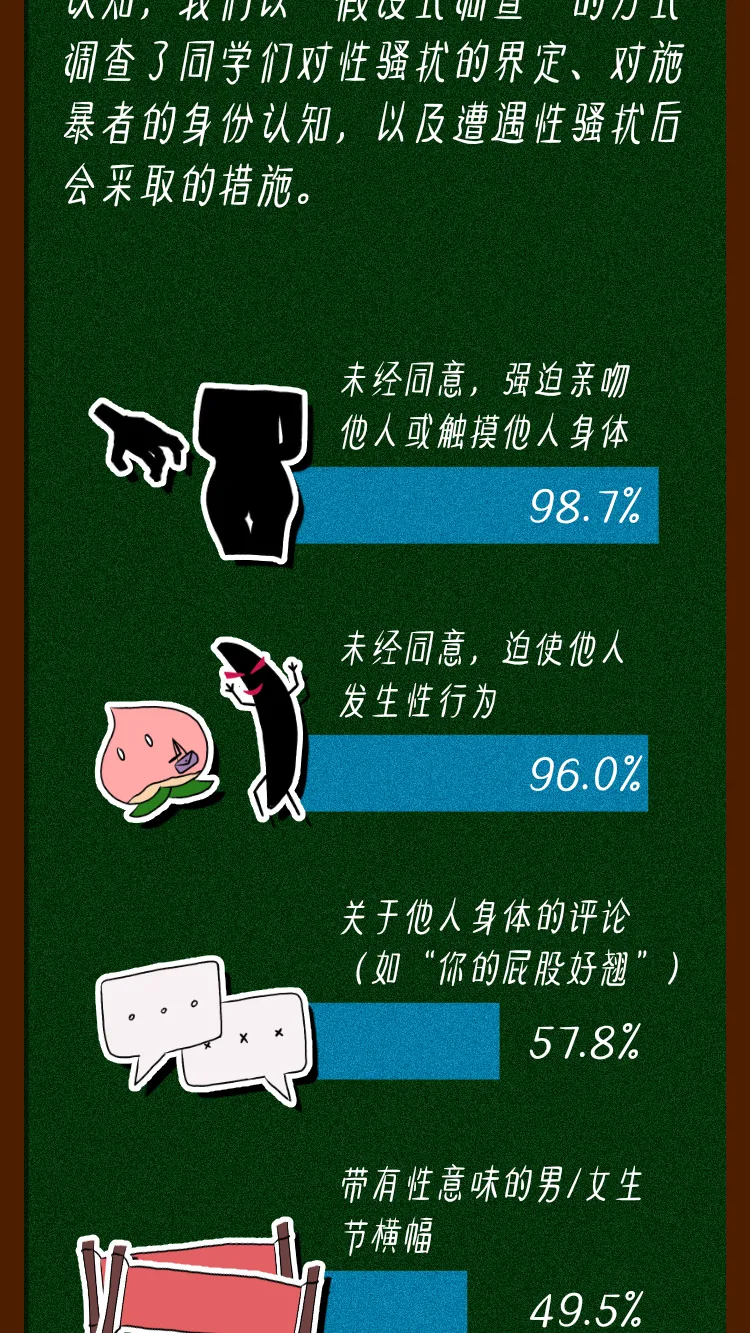 认知，我们以“假设式调查”的方式
调查了同学们对性骚扰的界定、对施
暴者的身份认知，以及遭遇性骚扰后
会采取的措施。
未经同意，强迫亲吻
他人或触摸他人身体
98.7%
未经同意，迫使他人
发生性行为
96.0%
关于他人身体的评论
（如“你的屁股好翘”）
57.8%
带有性意味的男/女生
节横幅
49.5%